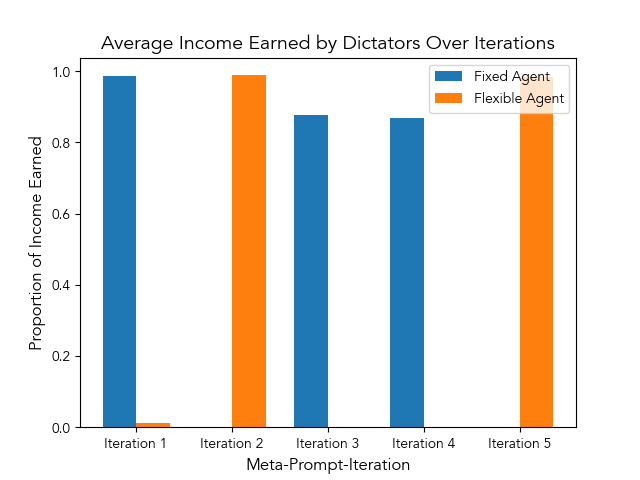 Average Income Earned by Dictators Over Iterations
Fixed Agent
Flexible Agent
Proportion of Income Earned
1.0
0.8
0.6
0.4
0.2
0.0
Iteration 1 Iteration 2 Iteration 3 Iteration 4 Iteration 5
Meta-Prompt-Iteration